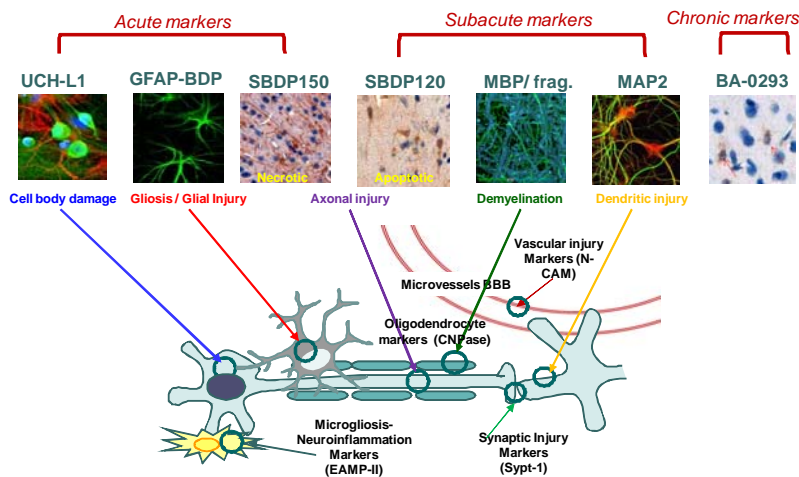 Acute markers
Subacute markers
Chronic markers
UCH-L1
GFAP-BDP
SBDP150
SBDP120
MBP/ frag.
MAP2
BA-0293
Necrotic
Apoptotic
Cell body damage
Gliosis / Glial Injury
Axonal injury
Demyelination
Dendritic injury
Vascular injury
Markers (N-
CAM)
Microvessels BBB
Oligodendrocyte
markers (CNPase)
Microgliosis-
Neuroinflammation
Markers
(EAMP-II)
Synaptic Injury
Markers
(Sypt-1)